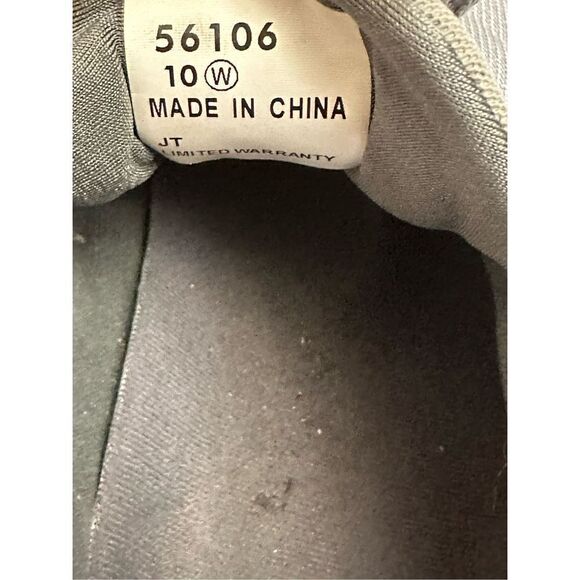 56106
10 Ⓦ
MADE IN CHINA
JT
LIMITED WARRANTY